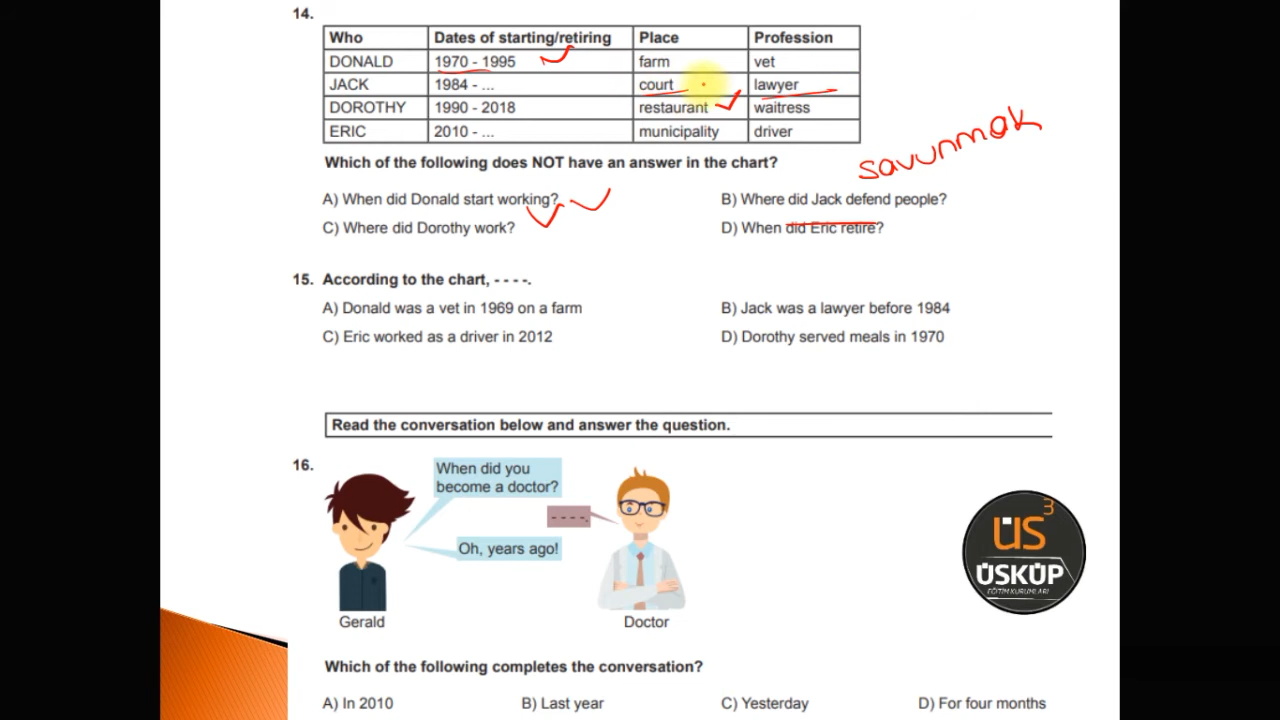 14.
Who Dates of starting/retiring Place Profession
DONALD 1970 - 1995 farm vet
JACK 1984 - ... court lawyer
DOROTHY 1990 - 2018 restaurant waitress
ERIC 2010 - ... municipality driver
savunmak
Which of the following does NOT have an answer in the chart?
A) When did Donald start working? B) Where did Jack defend people?
C) Where did Dorothy work? D) When did Eric retire?
15. According to the chart, - - - -.
A) Donald was a vet in 1969 on a farm B) Jack was a lawyer before 1984
C) Eric worked as a driver in 2012 D) Dorothy served meals in 1970
Read the conversation below and answer the question.
16.
When did you
become a doctor?
- - - -.
Oh, years ago!
Gerald Doctor
üs3
ÜSKÜP
EĞİTİM KURUMLARI
Which of the following completes the conversation?
A) In 2010 B) Last year C) Yesterday D) For four months